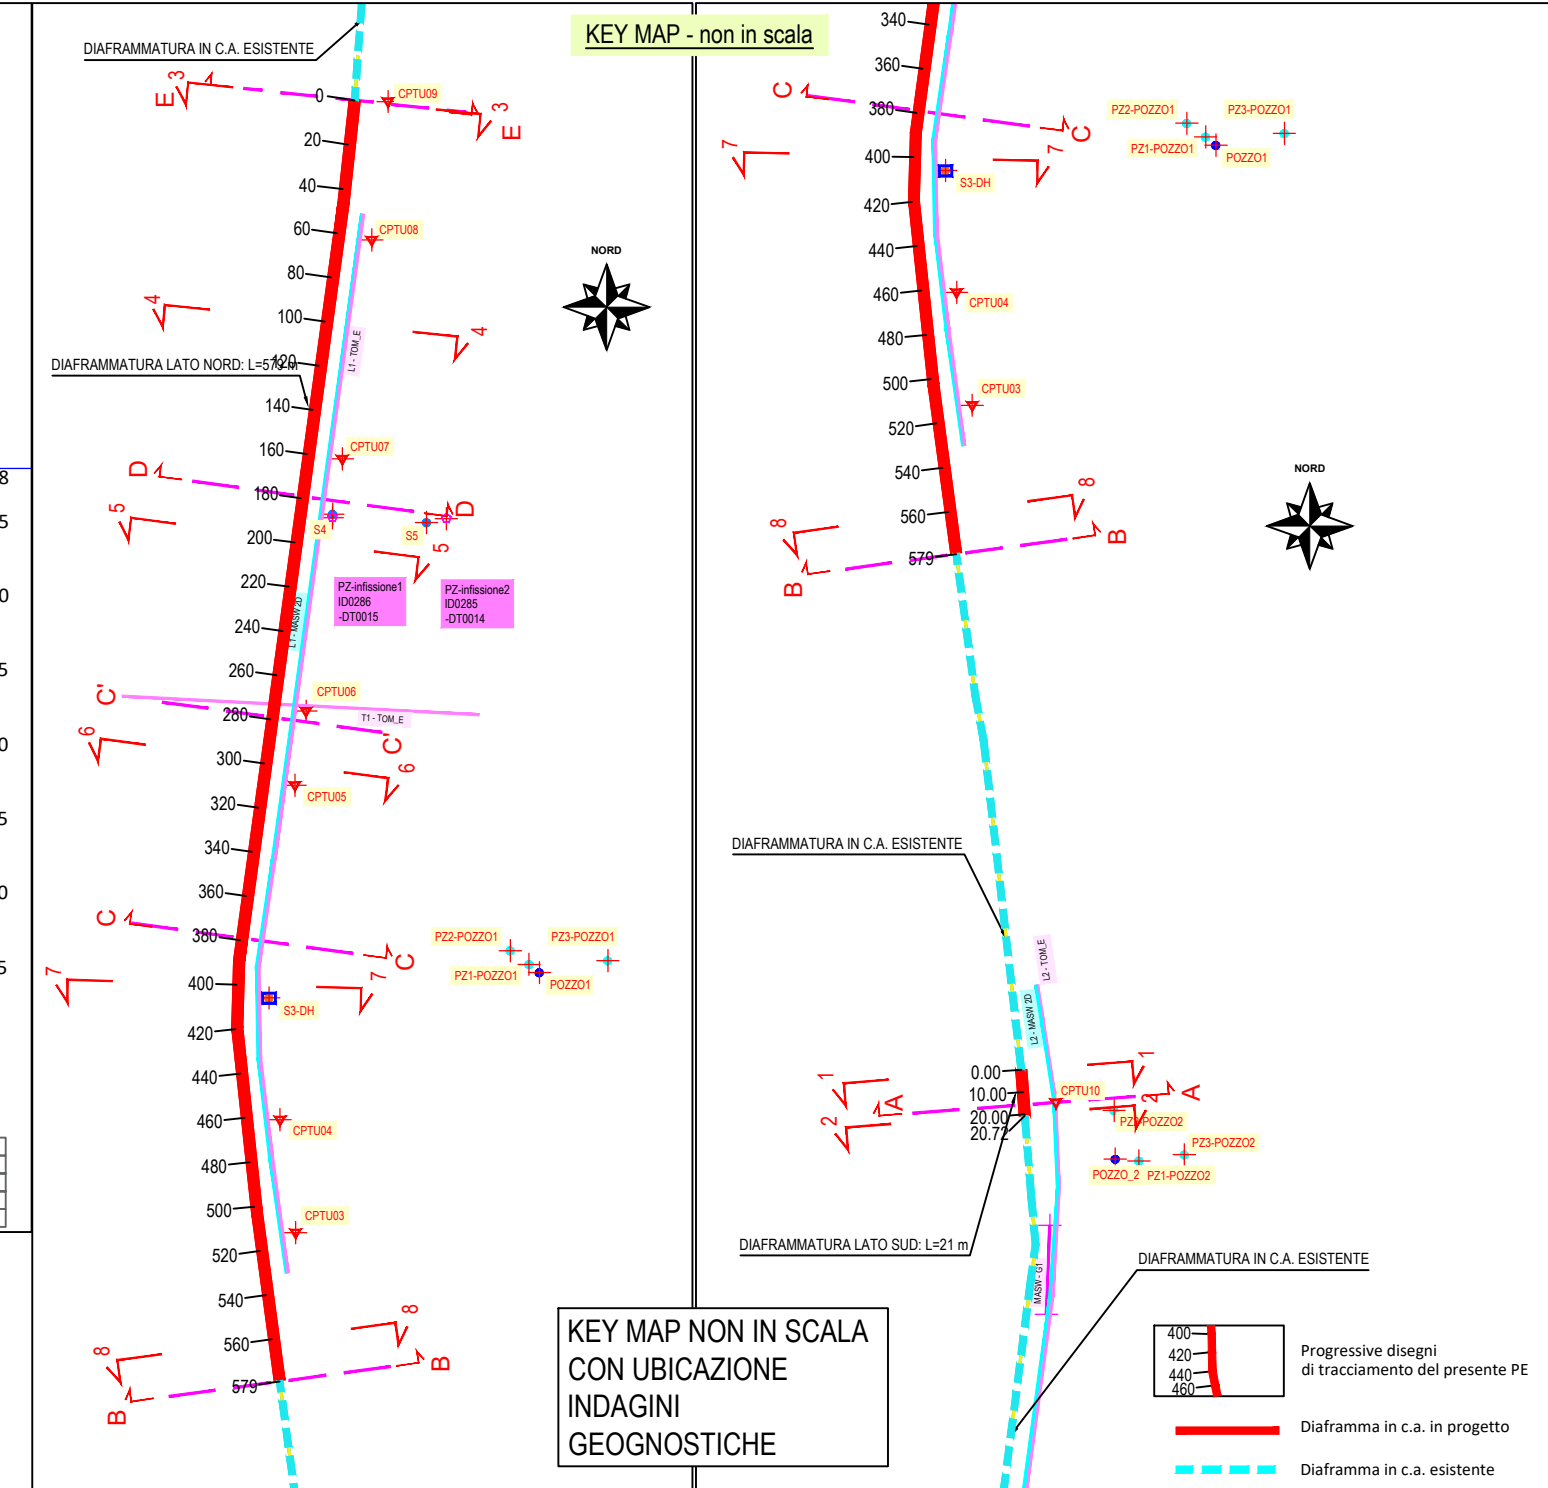 KEY MAP - non in scala
DIAFRAMMATURA IN C.A. ESISTENTE
E
3
3
E
CPTU09
0
20
40
60
80
100
120
140
160
180
200
220
240
260
280
300
320
340
360
380
400
420
440
460
480
500
520
540
560
579
CPTU08
NORD
4
4
L1 - TOM_E
DIAFRAMMATURA LATO NORD: L=579 m
CPTU07
D
D
5
5
S4
S5
PZ-infissione1
ID0286
-DT0015
PZ-infissione2
ID0285
-DT0014
L1 - MASW 2D
C'
C'
CPTU06
T1 - TOM_E
6
6
CPTU05
C
C
7
7
PZ2-POZZO1
PZ3-POZZO1
PZ1-POZZO1
POZZO1
S3-DH
CPTU04
CPTU03
8
8
B
B
KEY MAP NON IN SCALA
CON UBICAZIONE
INDAGINI
GEOGNOSTICHE
8
5
0
5
0
5
0
5
340
360
380
400
420
440
460
480
500
520
540
560
579
C
C
7
7
PZ2-POZZO1
PZ3-POZZO1
PZ1-POZZO1
POZZO1
S3-DH
CPTU04
CPTU03
NORD
8
8
B
B
DIAFRAMMATURA IN C.A. ESISTENTE
L2 - TOM_E
L2 - MASW 2D
0.00
10.00
20.00
20.72
1
1
A
A
2
2
CPTU10
PZ2-POZZO2
PZ3-POZZO2
POZZO_2
PZ1-POZZO2
DIAFRAMMATURA LATO SUD: L=21 m
MASW - G1
DIAFRAMMATURA IN C.A. ESISTENTE
400
420
440
460
Progressive disegni
di tracciamento del presente PE
Diaframma in c.a. in progetto
Diaframma in c.a. esistente